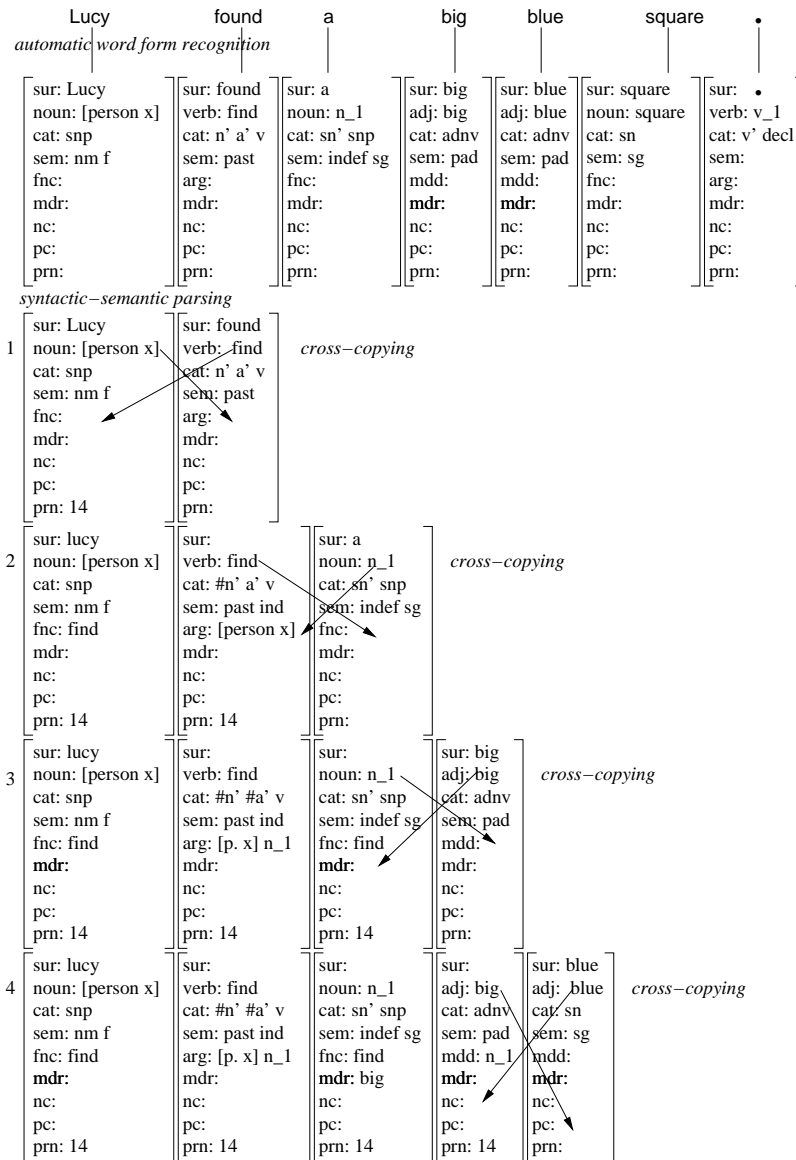 Lucy found a big blue square .
automatic word form recognition
sur: Lucy sur: found sur: a sur: big sur: blue sur: square sur: .
noun: [person x] verb: find noun: n_1 adj: big adj: blue noun: square verb: v_1
cat: snp cat: n' a' v cat: sn' snp cat: adnv cat: adnv cat: sn cat: v' decl
sem: nm f sem: past sem: indef sg sem: pad sem: pad sem: sg sem:
fnc: arg: fnc: mdd: mdd: fnc: arg:
mdr: mdr: mdr: mdr: mdr: mdr: mdr:
nc: nc: nc: nc: nc: nc: nc:
pc: pc: pc: pc: pc: pc: pc:
prn: prn: prn: prn: prn: prn: prn:
syntactic−semantic parsing
sur: Lucy sur: found
1 noun: [person x] verb: find cross−copying
cat: snp cat: n' a' v
sem: nm f sem: past
fnc: arg:
mdr: mdr:
nc: nc:
pc: pc:
prn: 14 prn:
sur: lucy sur: sur: a
2 noun: [person x] verb: find noun: n_1 cross−copying
cat: snp cat: #n' a' v cat: sn' snp
sem: nm f sem: past ind sem: indef sg
fnc: find arg: [person x] fnc:
mdr: mdr: mdr:
nc: nc: nc:
pc: pc: pc:
prn: 14 prn: 14 prn:
sur: lucy sur: sur: sur: big
3 noun: [person x] verb: find noun: n_1 adj: big cross−copying
cat: snp cat: #n' #a' v cat: sn' snp cat: adnv
sem: nm f sem: past ind sem: indef sg sem: pad
fnc: find arg: [p. x] n_1 fnc: find mdd:
mdr: mdr: mdr: mdr:
nc: nc: nc: nc:
pc: pc: pc: pc:
prn: 14 prn: 14 prn: 14 prn:
sur: lucy sur: sur: sur: sur: blue
4 noun: [person x] verb: find noun: n_1 adj: big adj: blue cross−copying
cat: snp cat: #n' #a' v cat: sn' snp cat: adnv cat: sn
sem: nm f sem: past ind sem: indef sg sem: pad sem: sg
fnc: find arg: [p. x] n_1 fnc: find mdd: n_1 mdd:
mdr: mdr: mdr: big mdr: mdr:
nc: nc: nc: nc: nc:
pc: pc: pc: pc: pc:
prn: 14 prn: 14 prn: 14 prn: 14 prn: